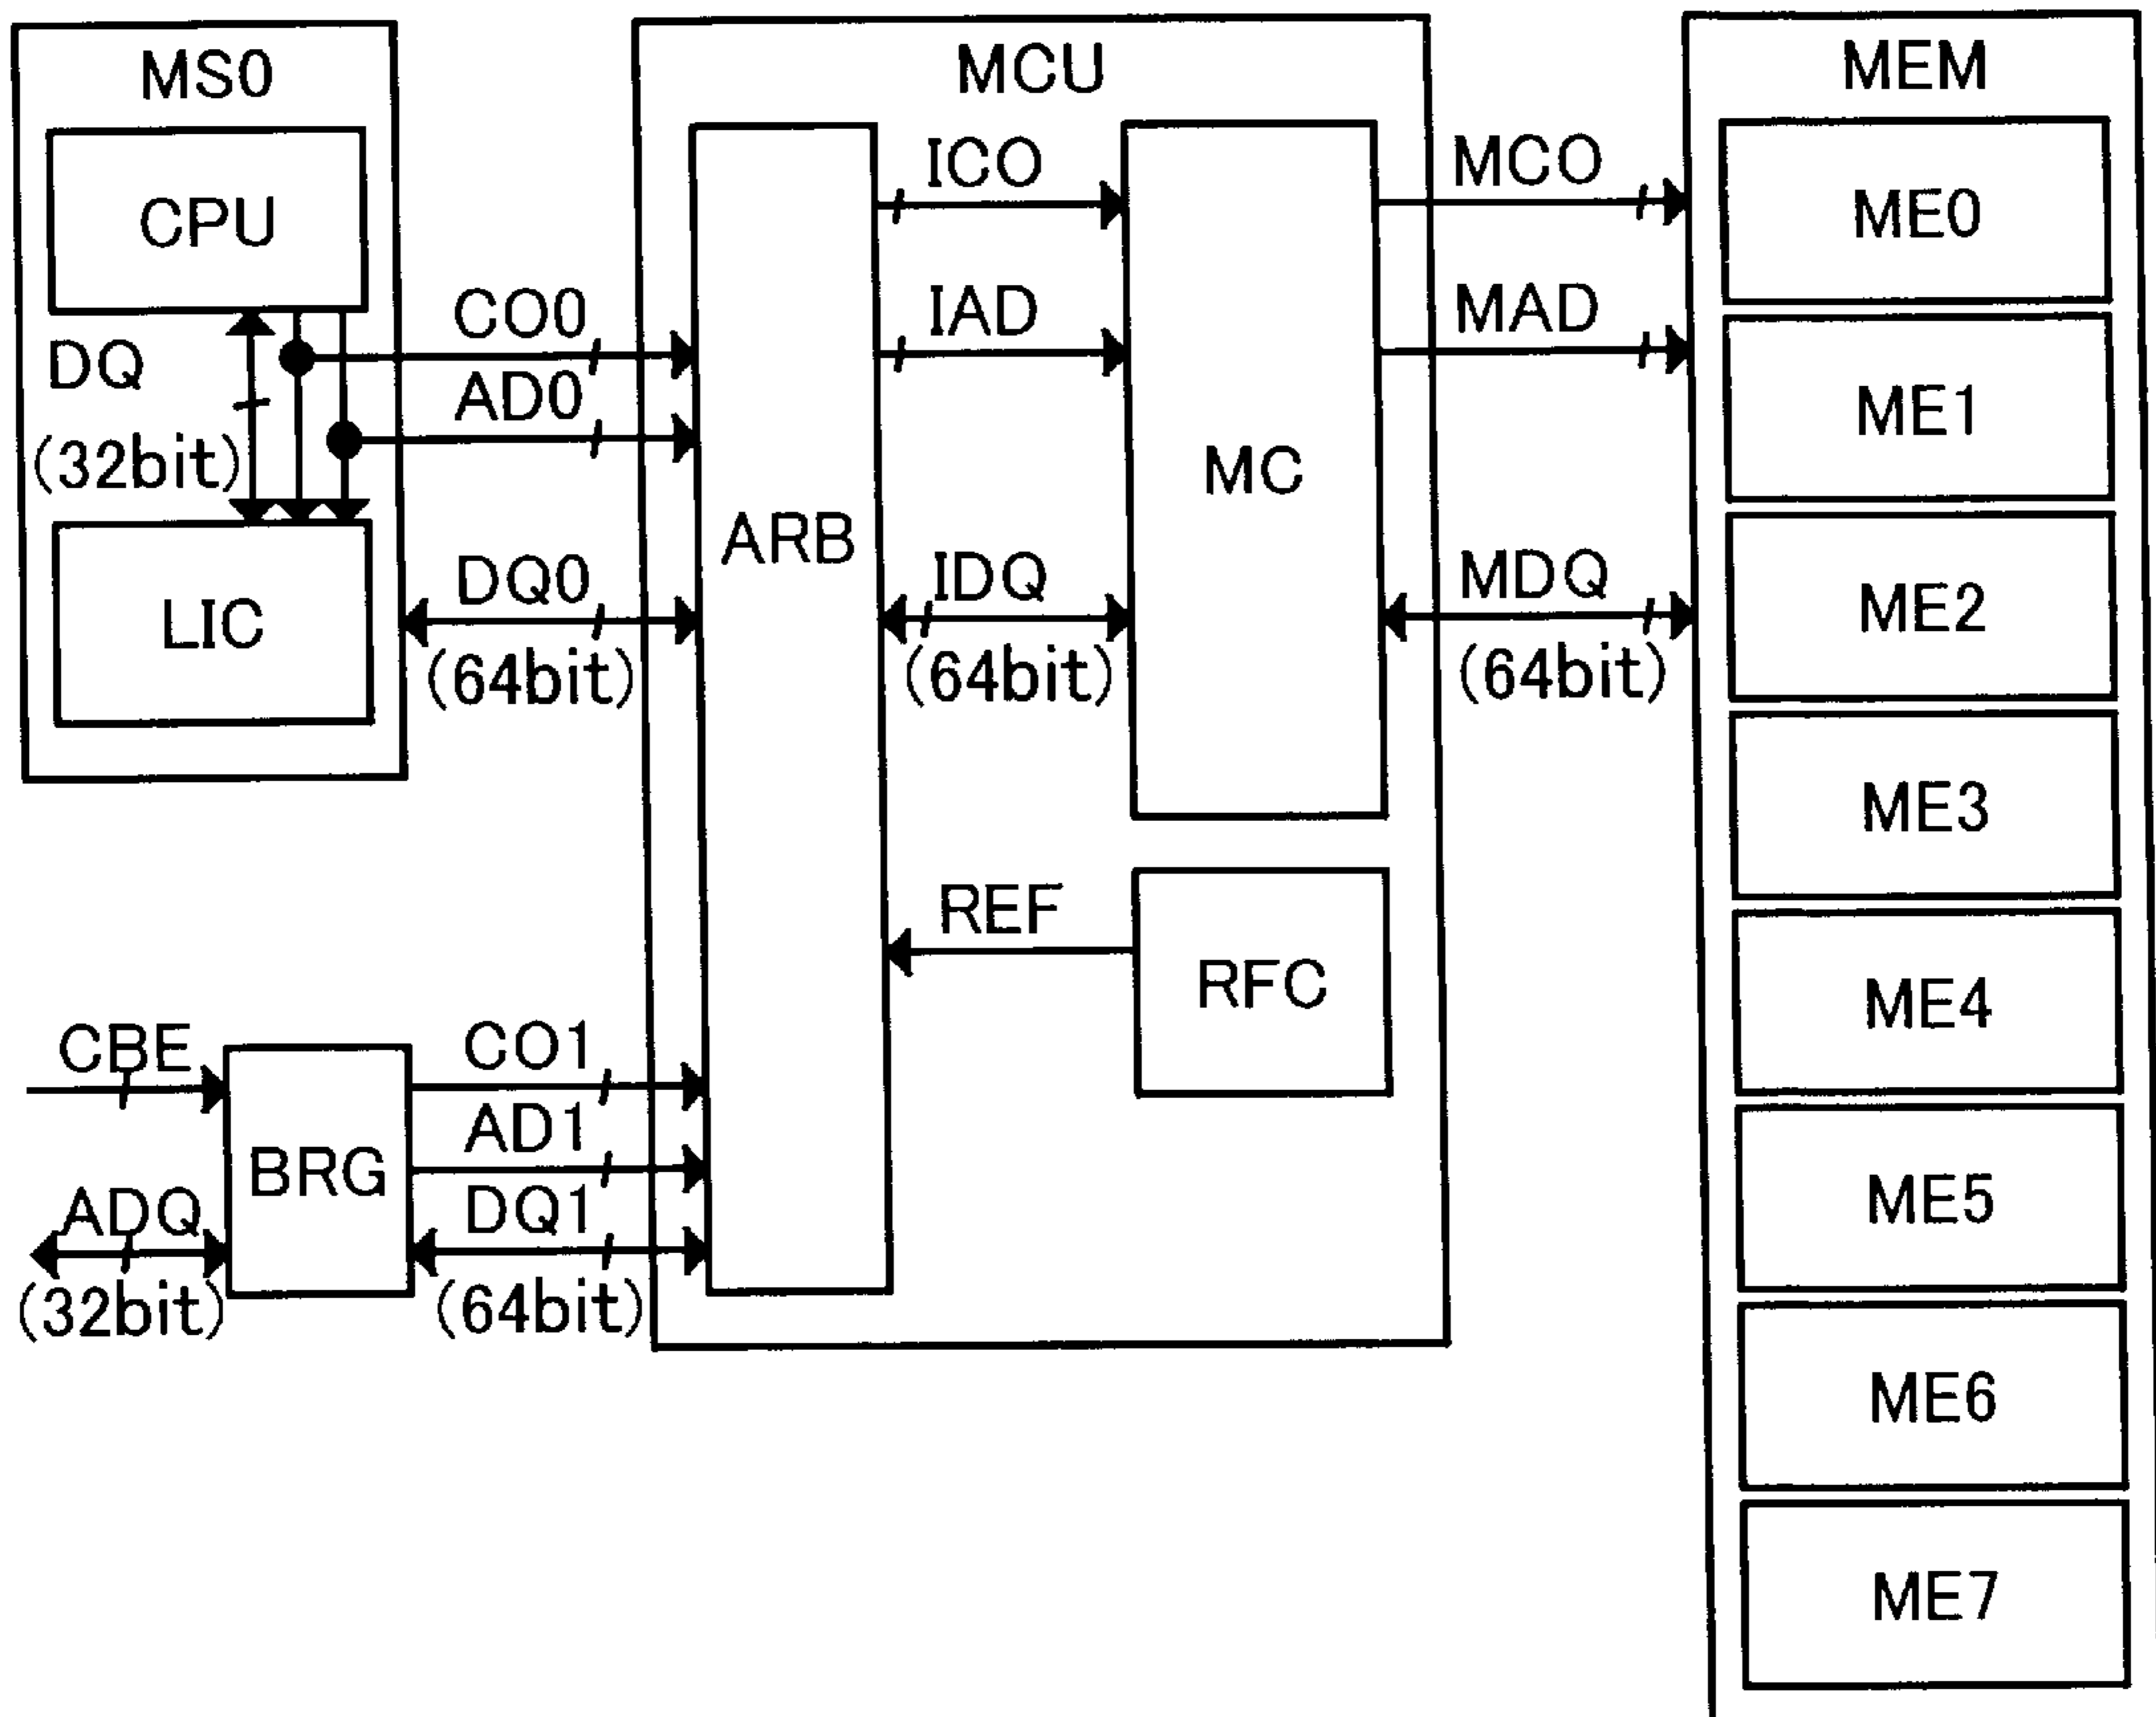 MS0
CPU
DQ
(32bit)
LIC
CO0
AD0
DQ0
(64bit)
CBE
ADQ
(32bit)
BRG
CO1
AD1
DQ1
(64bit)
MCU
ARB
ICO
IAD
IDQ
(64bit)
MC
REF
RFC
MCO
MAD
MDQ
(64bit)
MEM
ME0
ME1
ME2
ME3
ME4
ME5
ME6
ME7